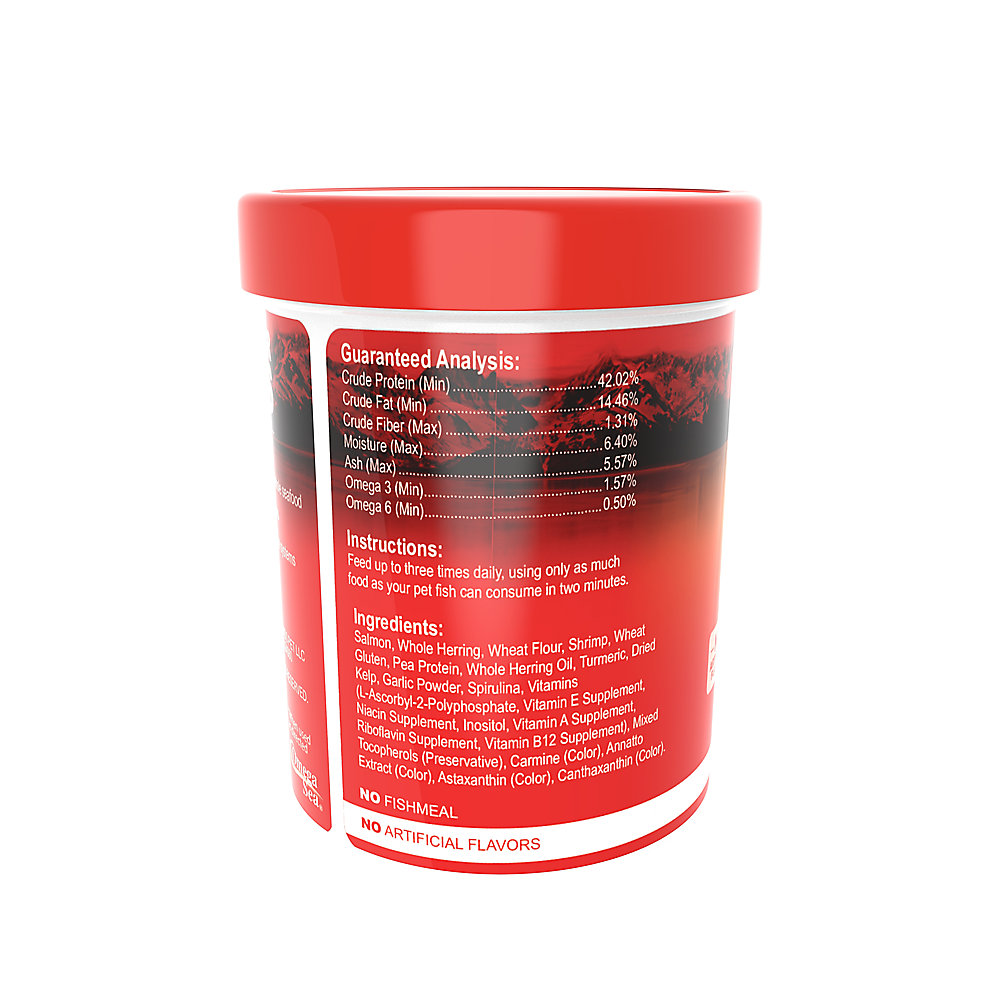 de seafood
PET LLC
RESERVED.
used
Omega
Sea®
Guaranteed Analysis:
Crude Protein (Min)..........42.02%
Crude Fat (Min)..........14.46%
Crude Fiber (Max)..........1.31%
Moisture (Max)..........6.40%
Ash (Max)..........5.57%
Omega 3 (Min)..........1.57%
Omega 6 (Min)..........0.50%
Instructions:
Feed up to three times daily, using only as much
food as your pet fish can consume in two minutes.
Ingredients:
Salmon, Whole Herring, Wheat Flour, Shrimp, Wheat
Gluten, Pea Protein, Whole Herring Oil, Turmeric, Dried
Kelp, Garlic Powder, Spirulina, Vitamins
(L-Ascorbyl-2-Polyphosphate, Vitamin E Supplement,
Niacin Supplement, Inositol, Vitamin A Supplement,
Riboflavin Supplement, Vitamin B12 Supplement), Mixed
Tocopherols (Preservative), Carmine (Color), Annatto
Extract (Color), Astaxanthin (Color), Canthaxanthin (Color).
NO FISHMEAL
NO ARTIFICIAL FLAVORS